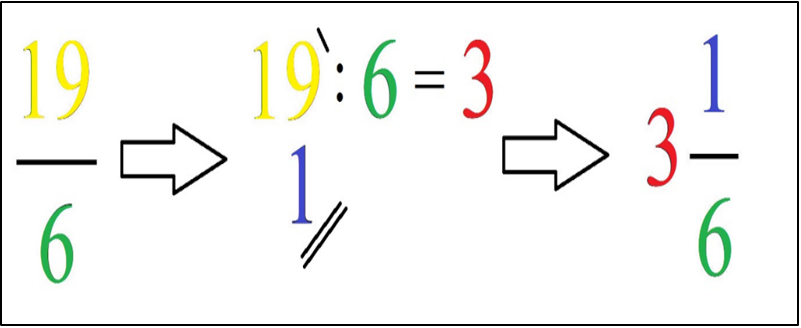 19/6 ⇨ 19` : 6 = 3 ⇨ 3 1/6
1